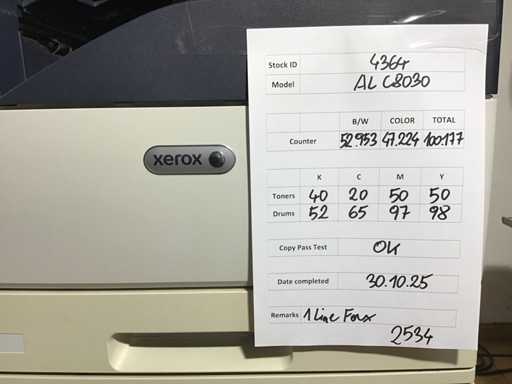 xerox
Stock ID 4364
Model AL C8030
B/W COLOR TOTAL
Counter 52.953 47.224 100.177
K C M Y
Toners 40 20 50 50
Drums 52 65 97 98
Copy Pass Test OK
Date completed 30.10.25
Remarks 1 Line Fax
2534